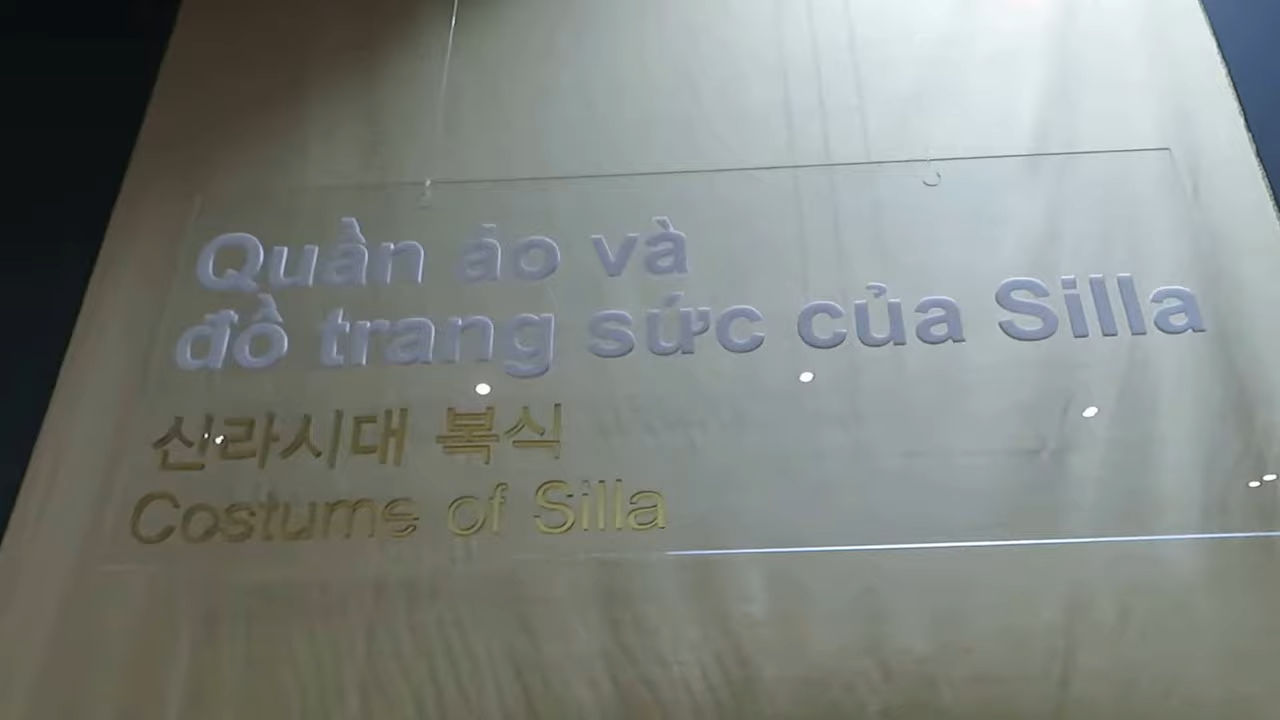 Quần áo và
đồ trang sức của Silla
신라시대 복식
Costume of Silla